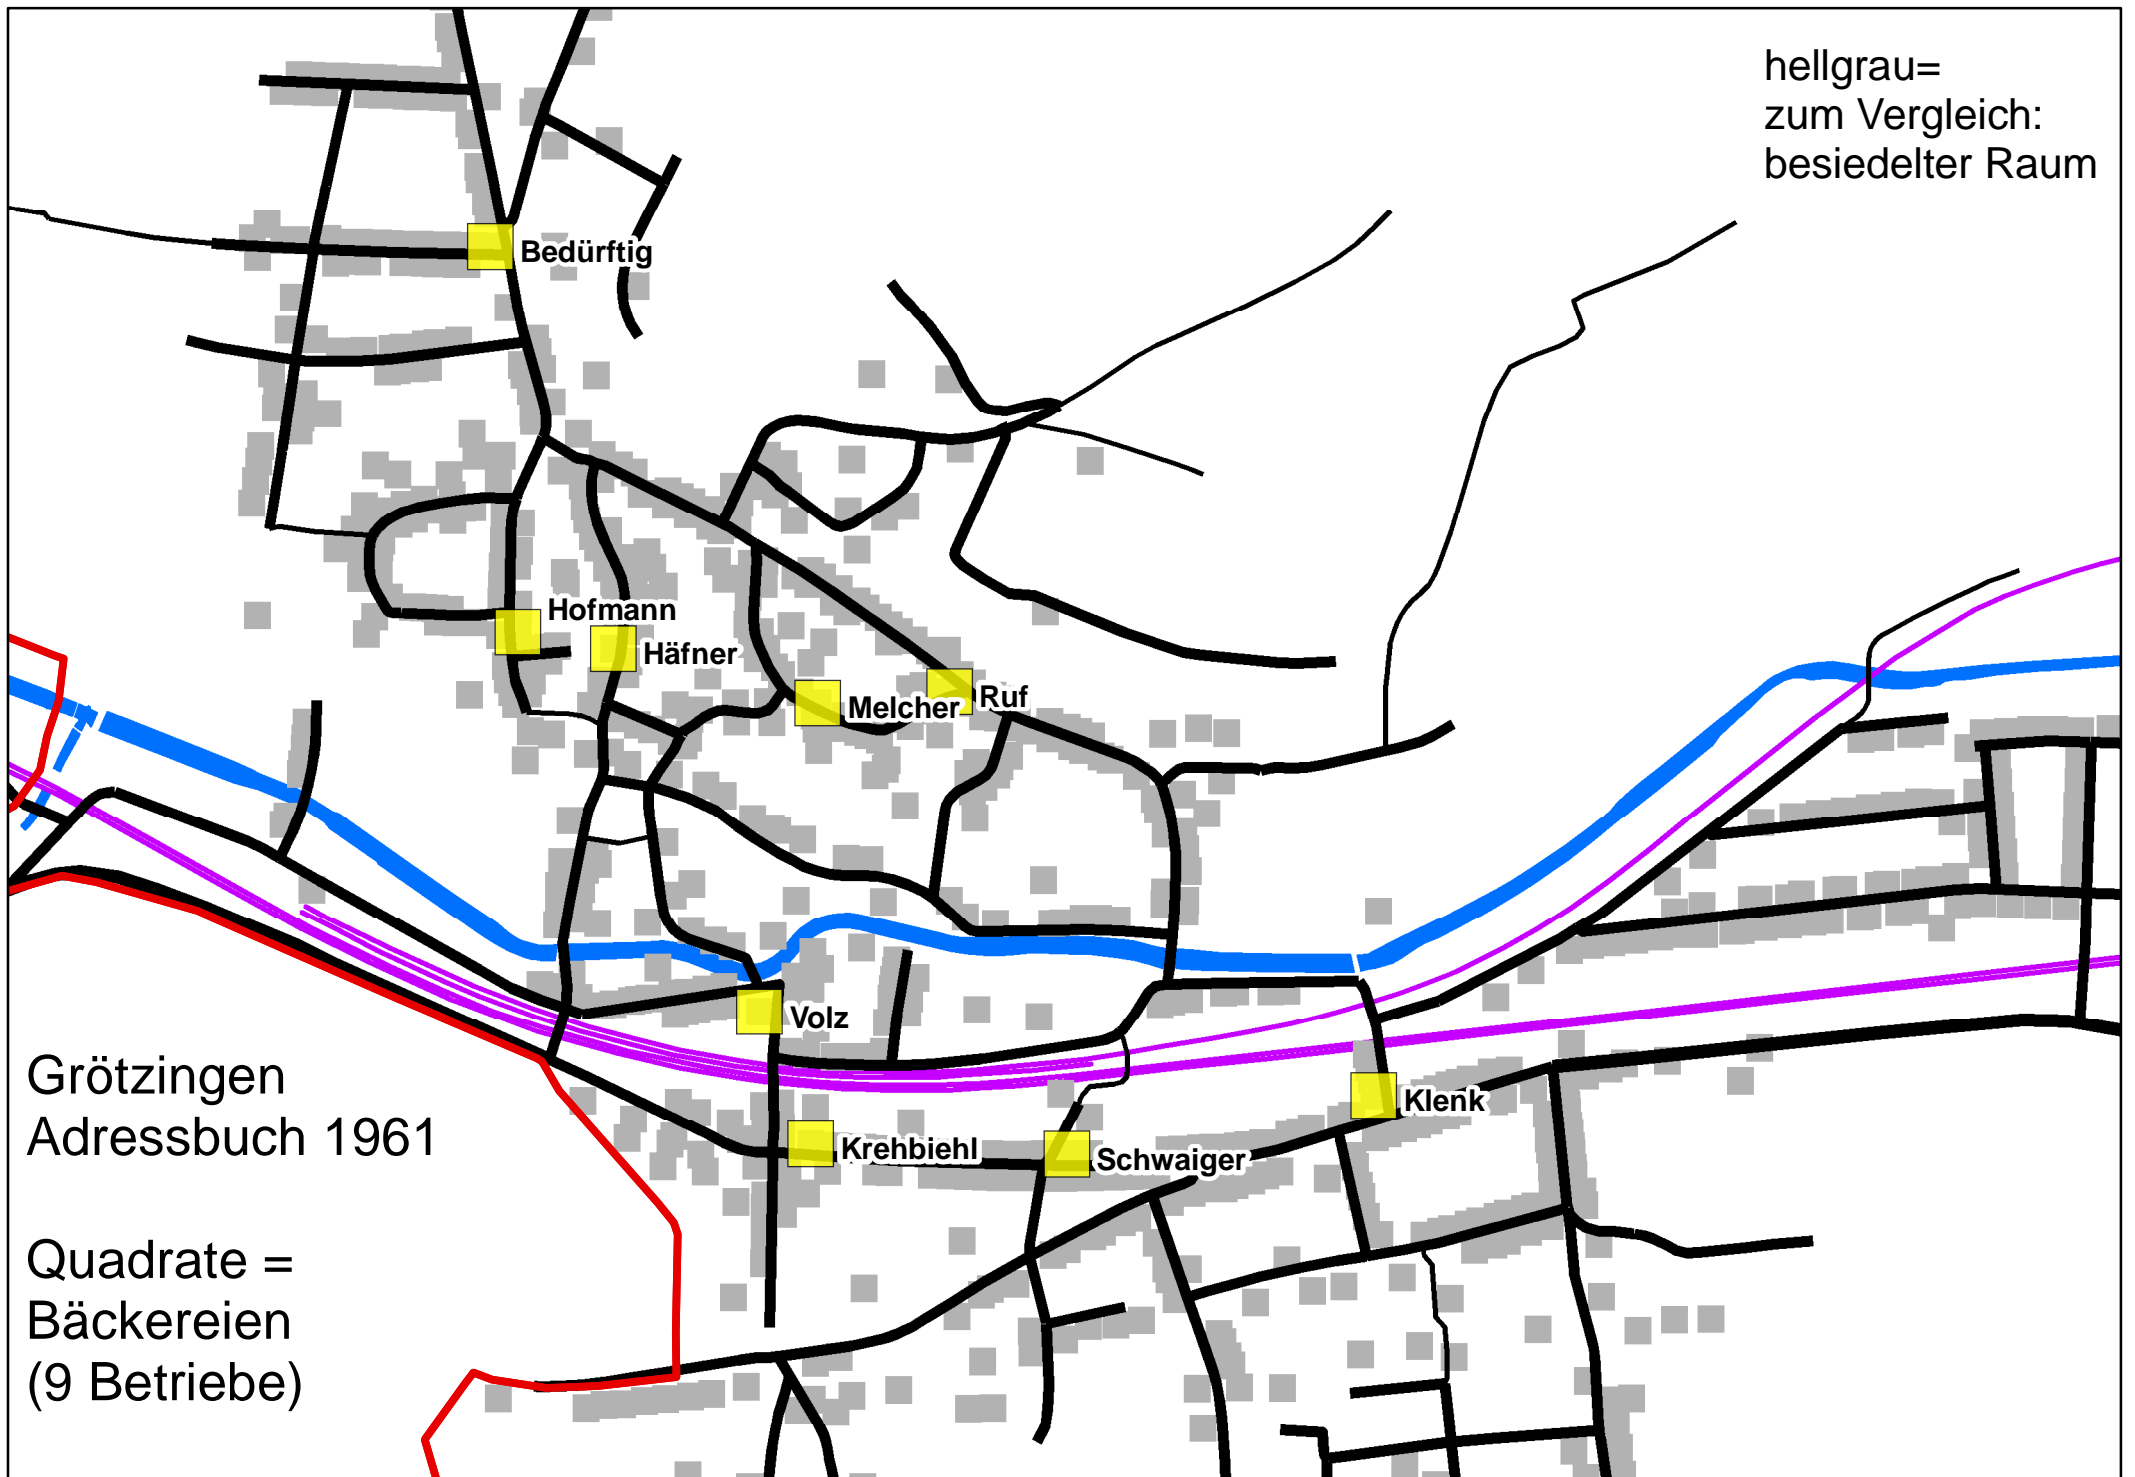 hellgrau=
zum Vergleich:
besiedelter Raum
Bedürftig
Hofmann
Häfner
Melcher
Ruf
Volz
Krehbiehl
Schwaiger
Klenk
Grötzingen
Adressbuch 1961
Quadrate =
Bäckereien
(9 Betriebe)